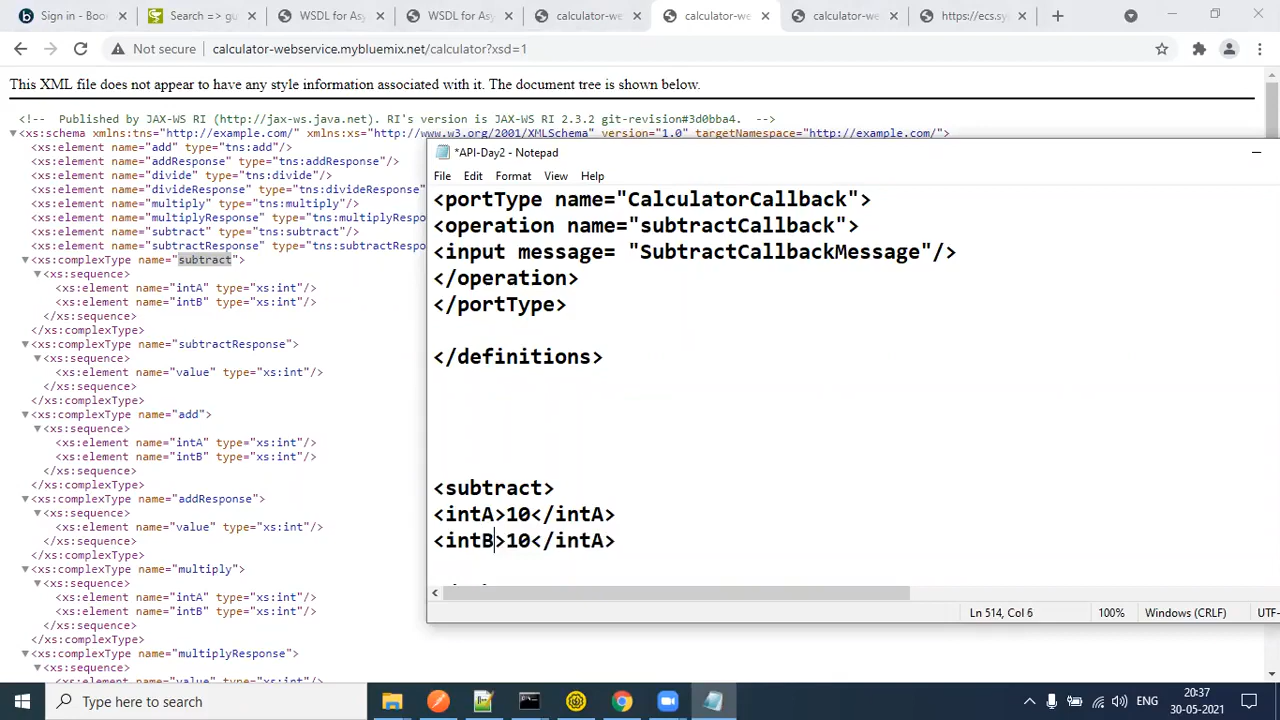 Sign in - Book
Search => gu
WSDL for Asy
WSDL for Asy
calculator-we
calculator-we
calculator-we
https://ecs.sy
Not secure
calculator-webservice.mybluemix.net/calculator?xsd=1
This XML file does not appear to have any style information associated with it. The document tree is shown below.
<!-- Published by JAX-WS RI (http://jax-ws.java.net). RI's version is JAX-WS RI 2.3.2 git-revision#3d0bba4. -->
<xs:schema xmlns:tns="http://example.com/" xmlns:xs="http://www.w3.org/2001/XMLSchema" version="1.0" targetNamespace="http://example.com/">
<xs:element name="add" type="tns:add"/>
<xs:element name="addResponse" type="tns:addResponse"/>
<xs:element name="divide" type="tns:divide"/>
<xs:element name="divideResponse" type="tns:divideResponse
<xs:element name="multiply" type="tns:multiply"/>
<xs:element name="multiplyResponse" type="tns:multiplyRespo
<xs:element name="subtract" type="tns:subtract"/>
<xs:element name="subtractResponse" type="tns:subtractRespo
<xs:complexType name="subtract">
<xs:sequence>
<xs:element name="intA" type="xs:int"/>
<xs:element name="intB" type="xs:int"/>
</xs:sequence>
</xs:complexType>
<xs:complexType name="subtractResponse">
<xs:sequence>
<xs:element name="value" type="xs:int"/>
</xs:sequence>
</xs:complexType>
<xs:complexType name="add">
<xs:sequence>
<xs:element name="intA" type="xs:int"/>
<xs:element name="intB" type="xs:int"/>
</xs:sequence>
</xs:complexType>
<xs:complexType name="addResponse">
<xs:sequence>
<xs:element name="value" type="xs:int"/>
</xs:sequence>
</xs:complexType>
<xs:complexType name="multiply">
<xs:sequence>
<xs:element name="intA" type="xs:int"/>
<xs:element name="intB" type="xs:int"/>
</xs:sequence>
</xs:complexType>
<xs:complexType name="multiplyResponse">
<xs:sequence>
<xs:element name="value" type="xs:int"/>
*API-Day2 - Notepad
File Edit Format View Help
<portType name="CalculatorCallback">
<operation name="subtractCallback">
<input message= "SubtractCallbackMessage"/>
</operation>
</portType>
</definitions>
<subtract>
<intA>10</intA>
<intB>10</intA>
Ln 514, Col 6
100%
Windows (CRLF)
UTF-
Type here to search
ENG
20:37
30-05-2021